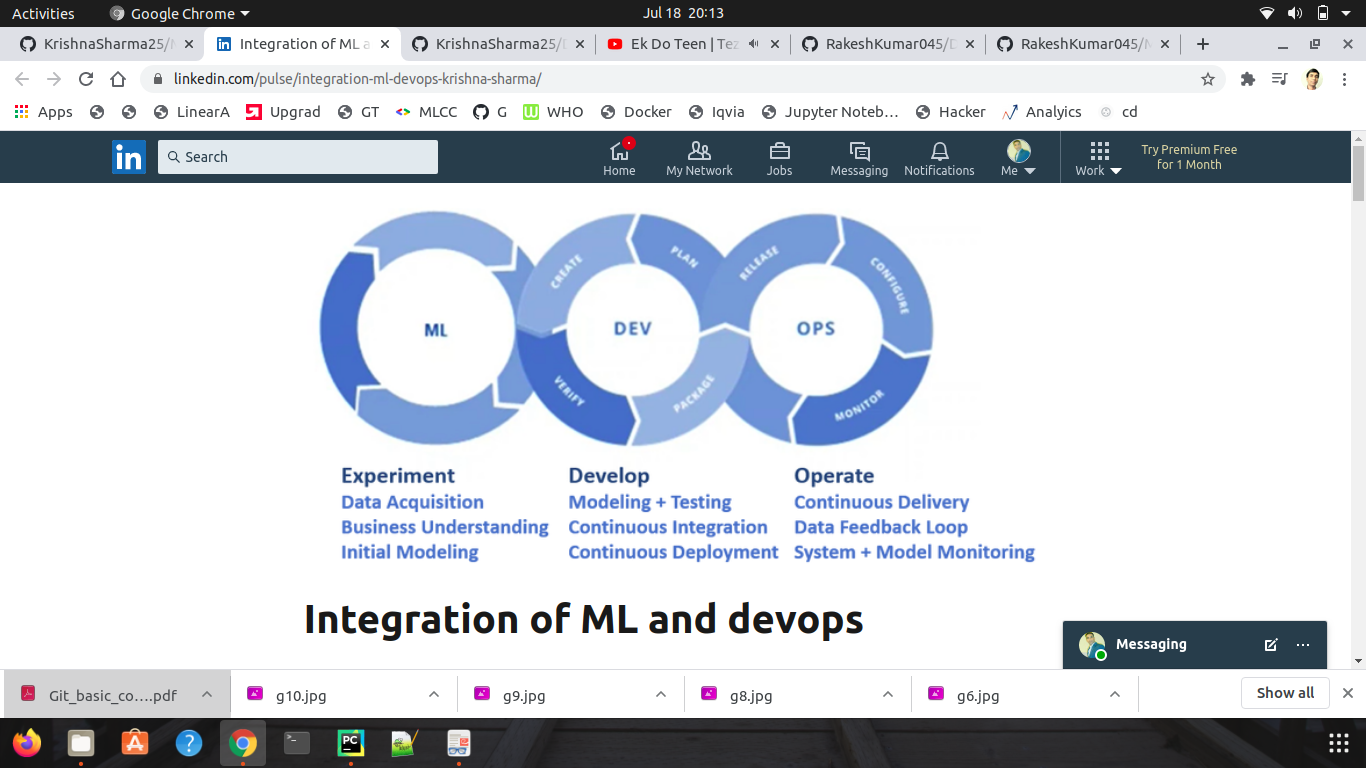 Activities Google Chrome Jul 18 20:13
KrishnaSharma25/ Integration of ML a KrishnaSharma25/ Ek Do Teen | Tez RakeshKumar045/D RakeshKumar045/
linkedin.com/pulse/integration-ml-devops-krishna-sharma/
Apps LinearA Upgrad GT MLCC G WHO Docker Iqvia Jupyter Noteb… Hacker Analyics cd
in Search Home My Network Jobs Messaging Notifications Me Work Try Premium Free
for 1 Month
CREATE PLAN RELEASE CONFIGURE
ML DEV OPS
VERIFY PACKAGE MONITOR
Experiment Develop Operate
Data Acquisition Modeling + Testing Continuous Delivery
Business Understanding Continuous Integration Data Feedback Loop
Initial Modeling Continuous Deployment System + Model Monitoring
Integration of ML and devops
Messaging
Git_basic_co….pdf g10.jpg g9.jpg g8.jpg g6.jpg Show all
PC